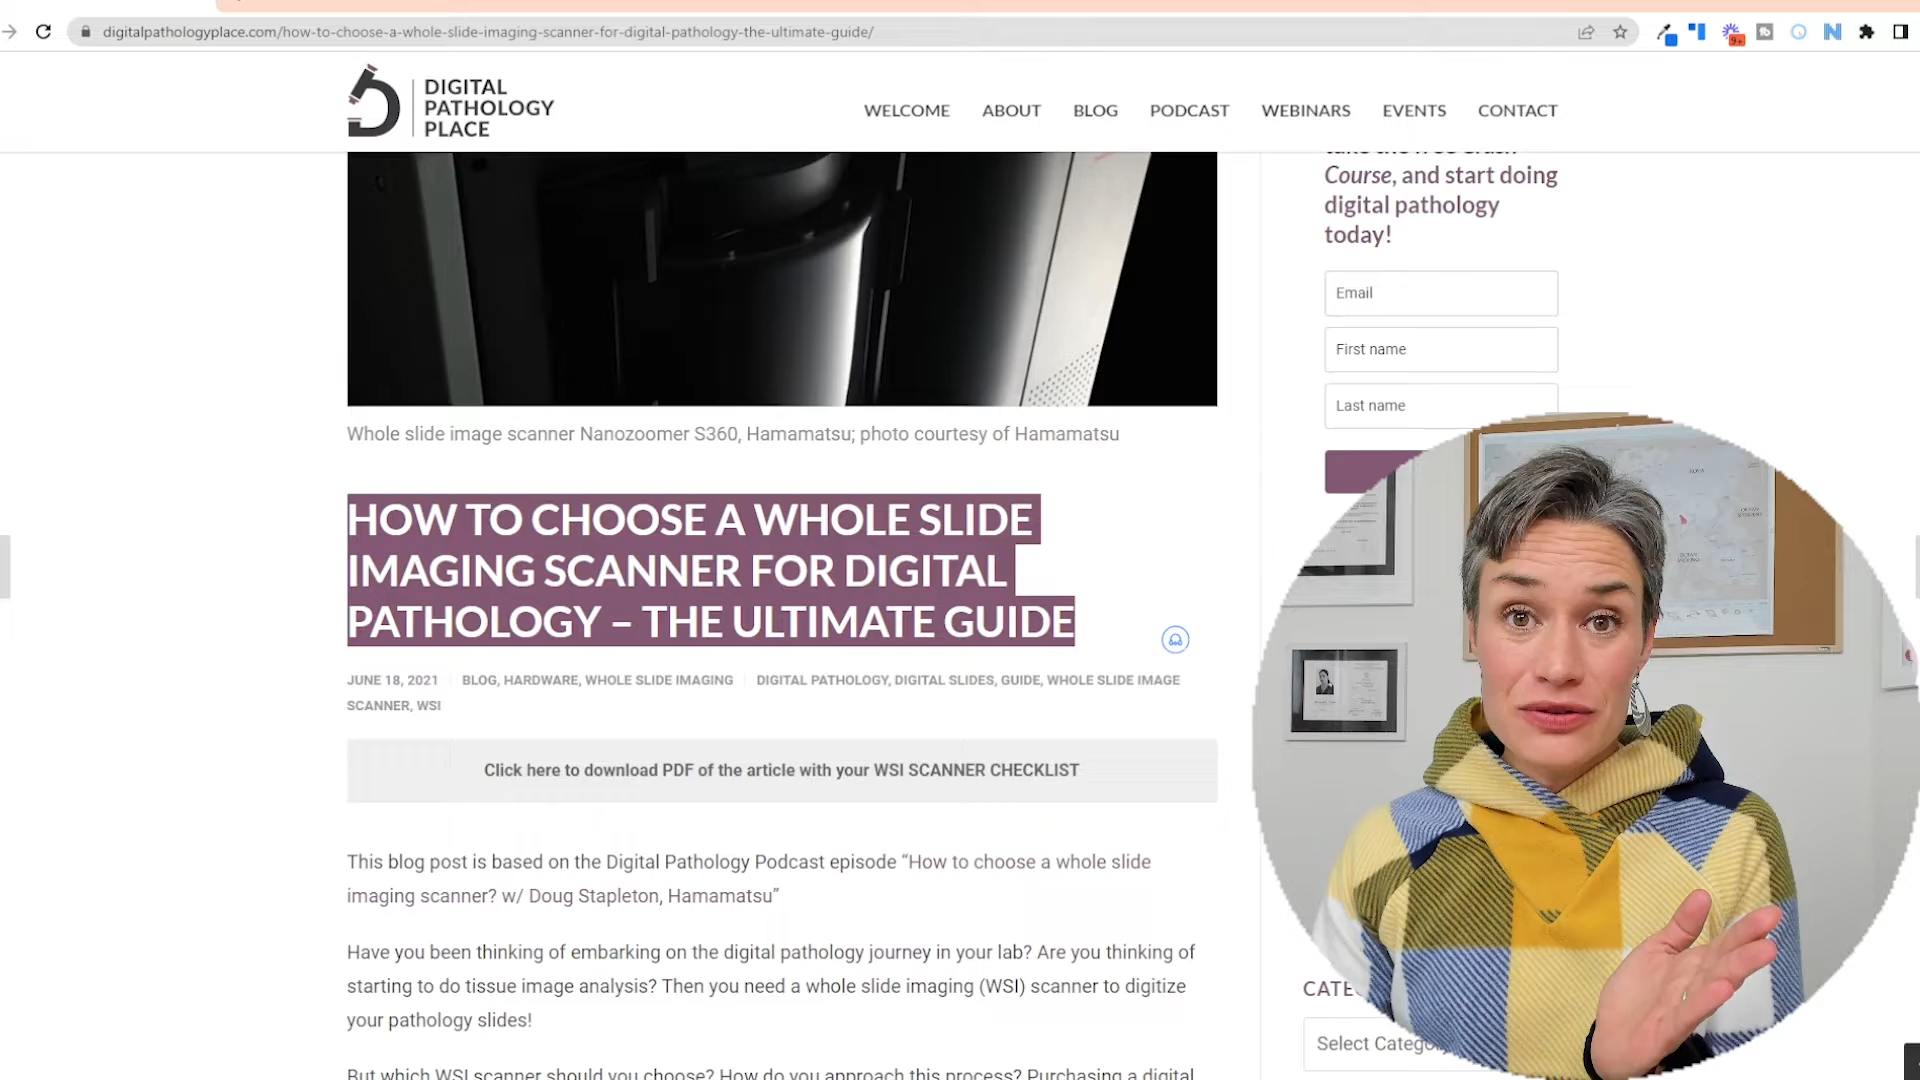 digitalpathologyplace.com/how-to-choose-a-whole-slide-imaging-scanner-for-digital-pathology-the-ultimate-guide/
9+
DIGITAL
PATHOLOGY
PLACE
WELCOME
ABOUT
BLOG
PODCAST
WEBINARS
EVENTS
CONTACT
Course, and start doing
digital pathology
today!
Email
First name
Last name
Whole slide image scanner Nanozoomer S360, Hamamatsu; photo courtesy of Hamamatsu
HOW TO CHOOSE A WHOLE SLIDE
IMAGING SCANNER FOR DIGITAL
PATHOLOGY – THE ULTIMATE GUIDE
JUNE 18, 2021
BLOG, HARDWARE, WHOLE SLIDE IMAGING
DIGITAL PATHOLOGY, DIGITAL SLIDES, GUIDE, WHOLE SLIDE IMAGE
SCANNER, WSI
Click here to download PDF of the article with your WSI SCANNER CHECKLIST
This blog post is based on the Digital Pathology Podcast episode “How to choose a whole slide
imaging scanner? w/ Doug Stapleton, Hamamatsu”
Have you been thinking of embarking on the digital pathology journey in your lab? Are you thinking of
starting to do tissue image analysis? Then you need a whole slide imaging (WSI) scanner to digitize
your pathology slides!
But which WSI scanner should you choose? How do you approach this process? Purchasing a digital
Select